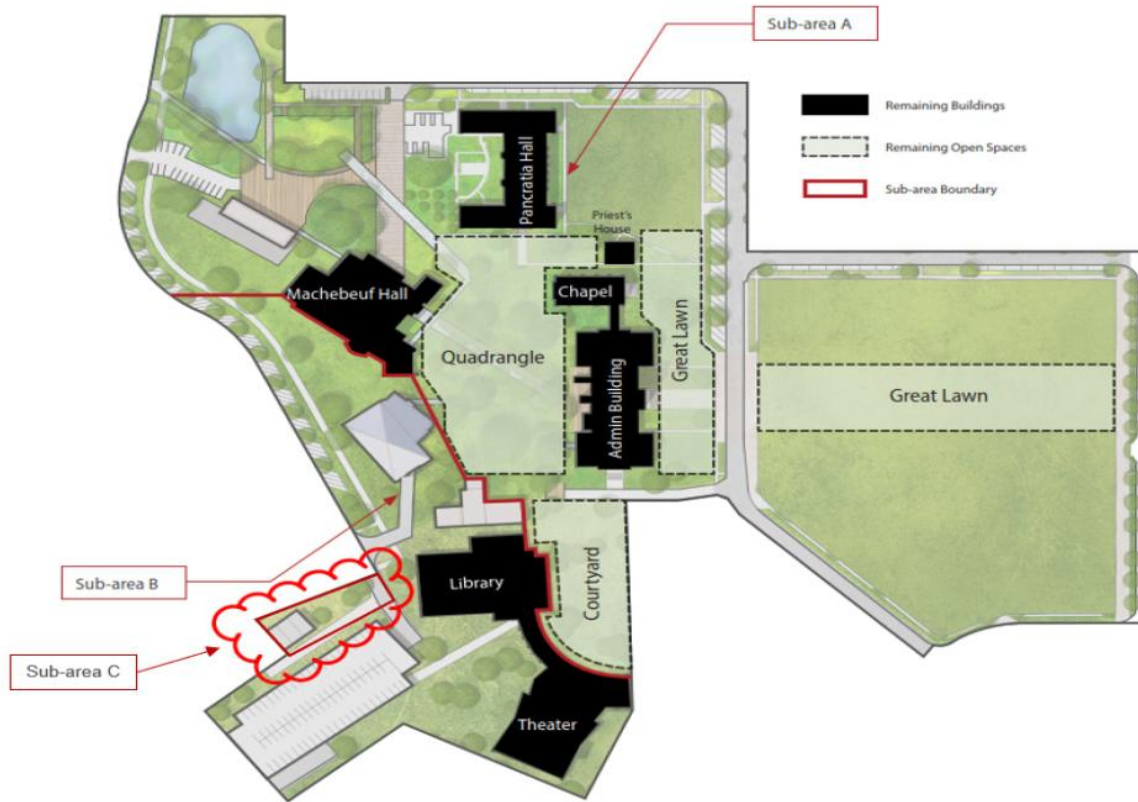 Sub-area A
Remaining Buildings
Remaining Open Spaces
Sub-area Boundary
Pancratia Hall
Priest's
House
Machebeuf Hall
Chapel
Quadrangle
Great Lawn
Admin Building
Great Lawn
Library
Courtyard
Sub-area B
Sub-area C
Theater